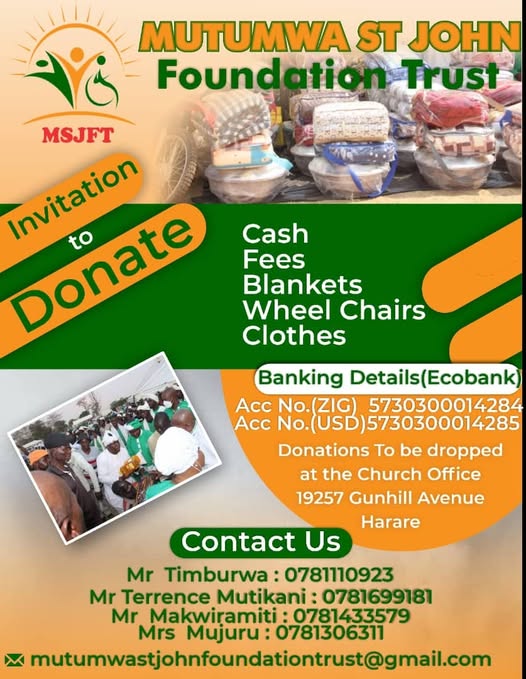 MUTUMWA ST JOHN
Foundation Trust
MSJFT
Invitation
to
Donate
Cash
Fees
Blankets
Wheel Chairs
Clothes
Banking Details(Ecobank)
Acc No.(ZIG) 5730300014284
Acc No.(USD)5730300014285
Donations To be dropped
at the Church Office
19257 Gunhill Avenue
Harare
Contact Us
Mr Timburwa : 0781110923
Mr Terrence Mutikani : 0781699181
Mr Makwiramiti : 0781433579
Mrs Mujuru : 0781306311
mutumwastjohnfoundationtrust@gmail.com